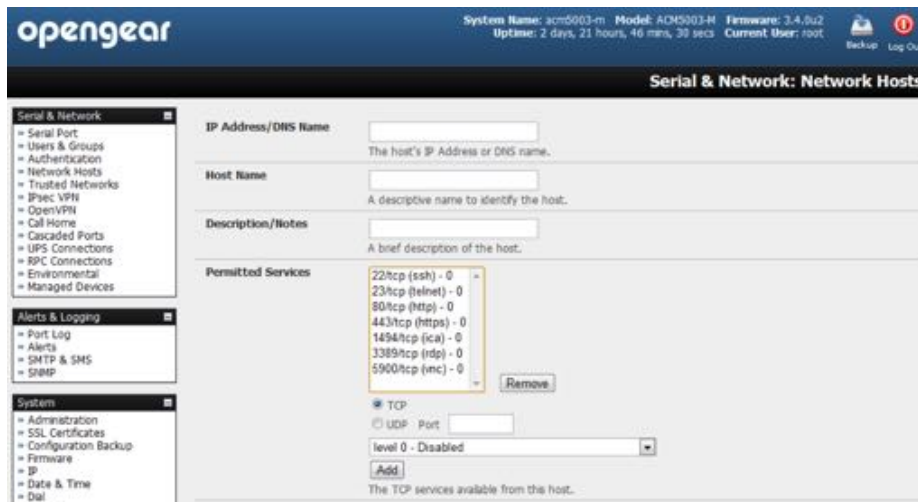 opengear
System Name: acm5003-m Model: ACM5003-M Firmware: 3.4.0u2
Uptime: 2 days, 21 hours, 46 mins, 30 secs Current User: root
Backup
Log Ou
Serial & Network: Network Hosts
Serial & Network
» Serial Port
» Users & Groups
» Authentication
» Network Hosts
» Trusted Networks
» IPsec VPN
» OpenVPN
» Call Home
» Cascaded Ports
» UPS Connections
» RPC Connections
» Environmental
» Managed Devices
Alerts & Logging
» Port Log
» Alerts
» SMTP & SMS
» SNMP
System
» Administration
» SSL Certificates
» Configuration Backup
» Firmware
» IP
» Date & Time
» Dial
IP Address/DNS Name
The host's IP Address or DNS name.
Host Name
A descriptive name to identify the host.
Description/Notes
A brief description of the host.
Permitted Services
22/tcp (ssh) - 0
23/tcp (telnet) - 0
80/tcp (http) - 0
443/tcp (https) - 0
1494/tcp (ica) - 0
3389/tcp (rdp) - 0
5900/tcp (vnc) - 0
Remove
TCP
UDP Port
level 0 - Disabled
Add
The TCP services available from this host.